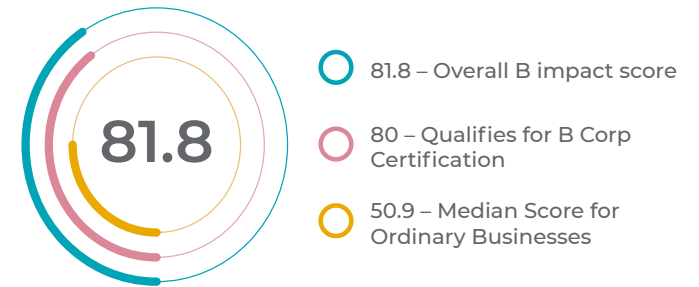 81.8
81.8 – Overall B impact score
80 – Qualifies for B Corp
Certification
50.9 – Median Score for
Ordinary Businesses